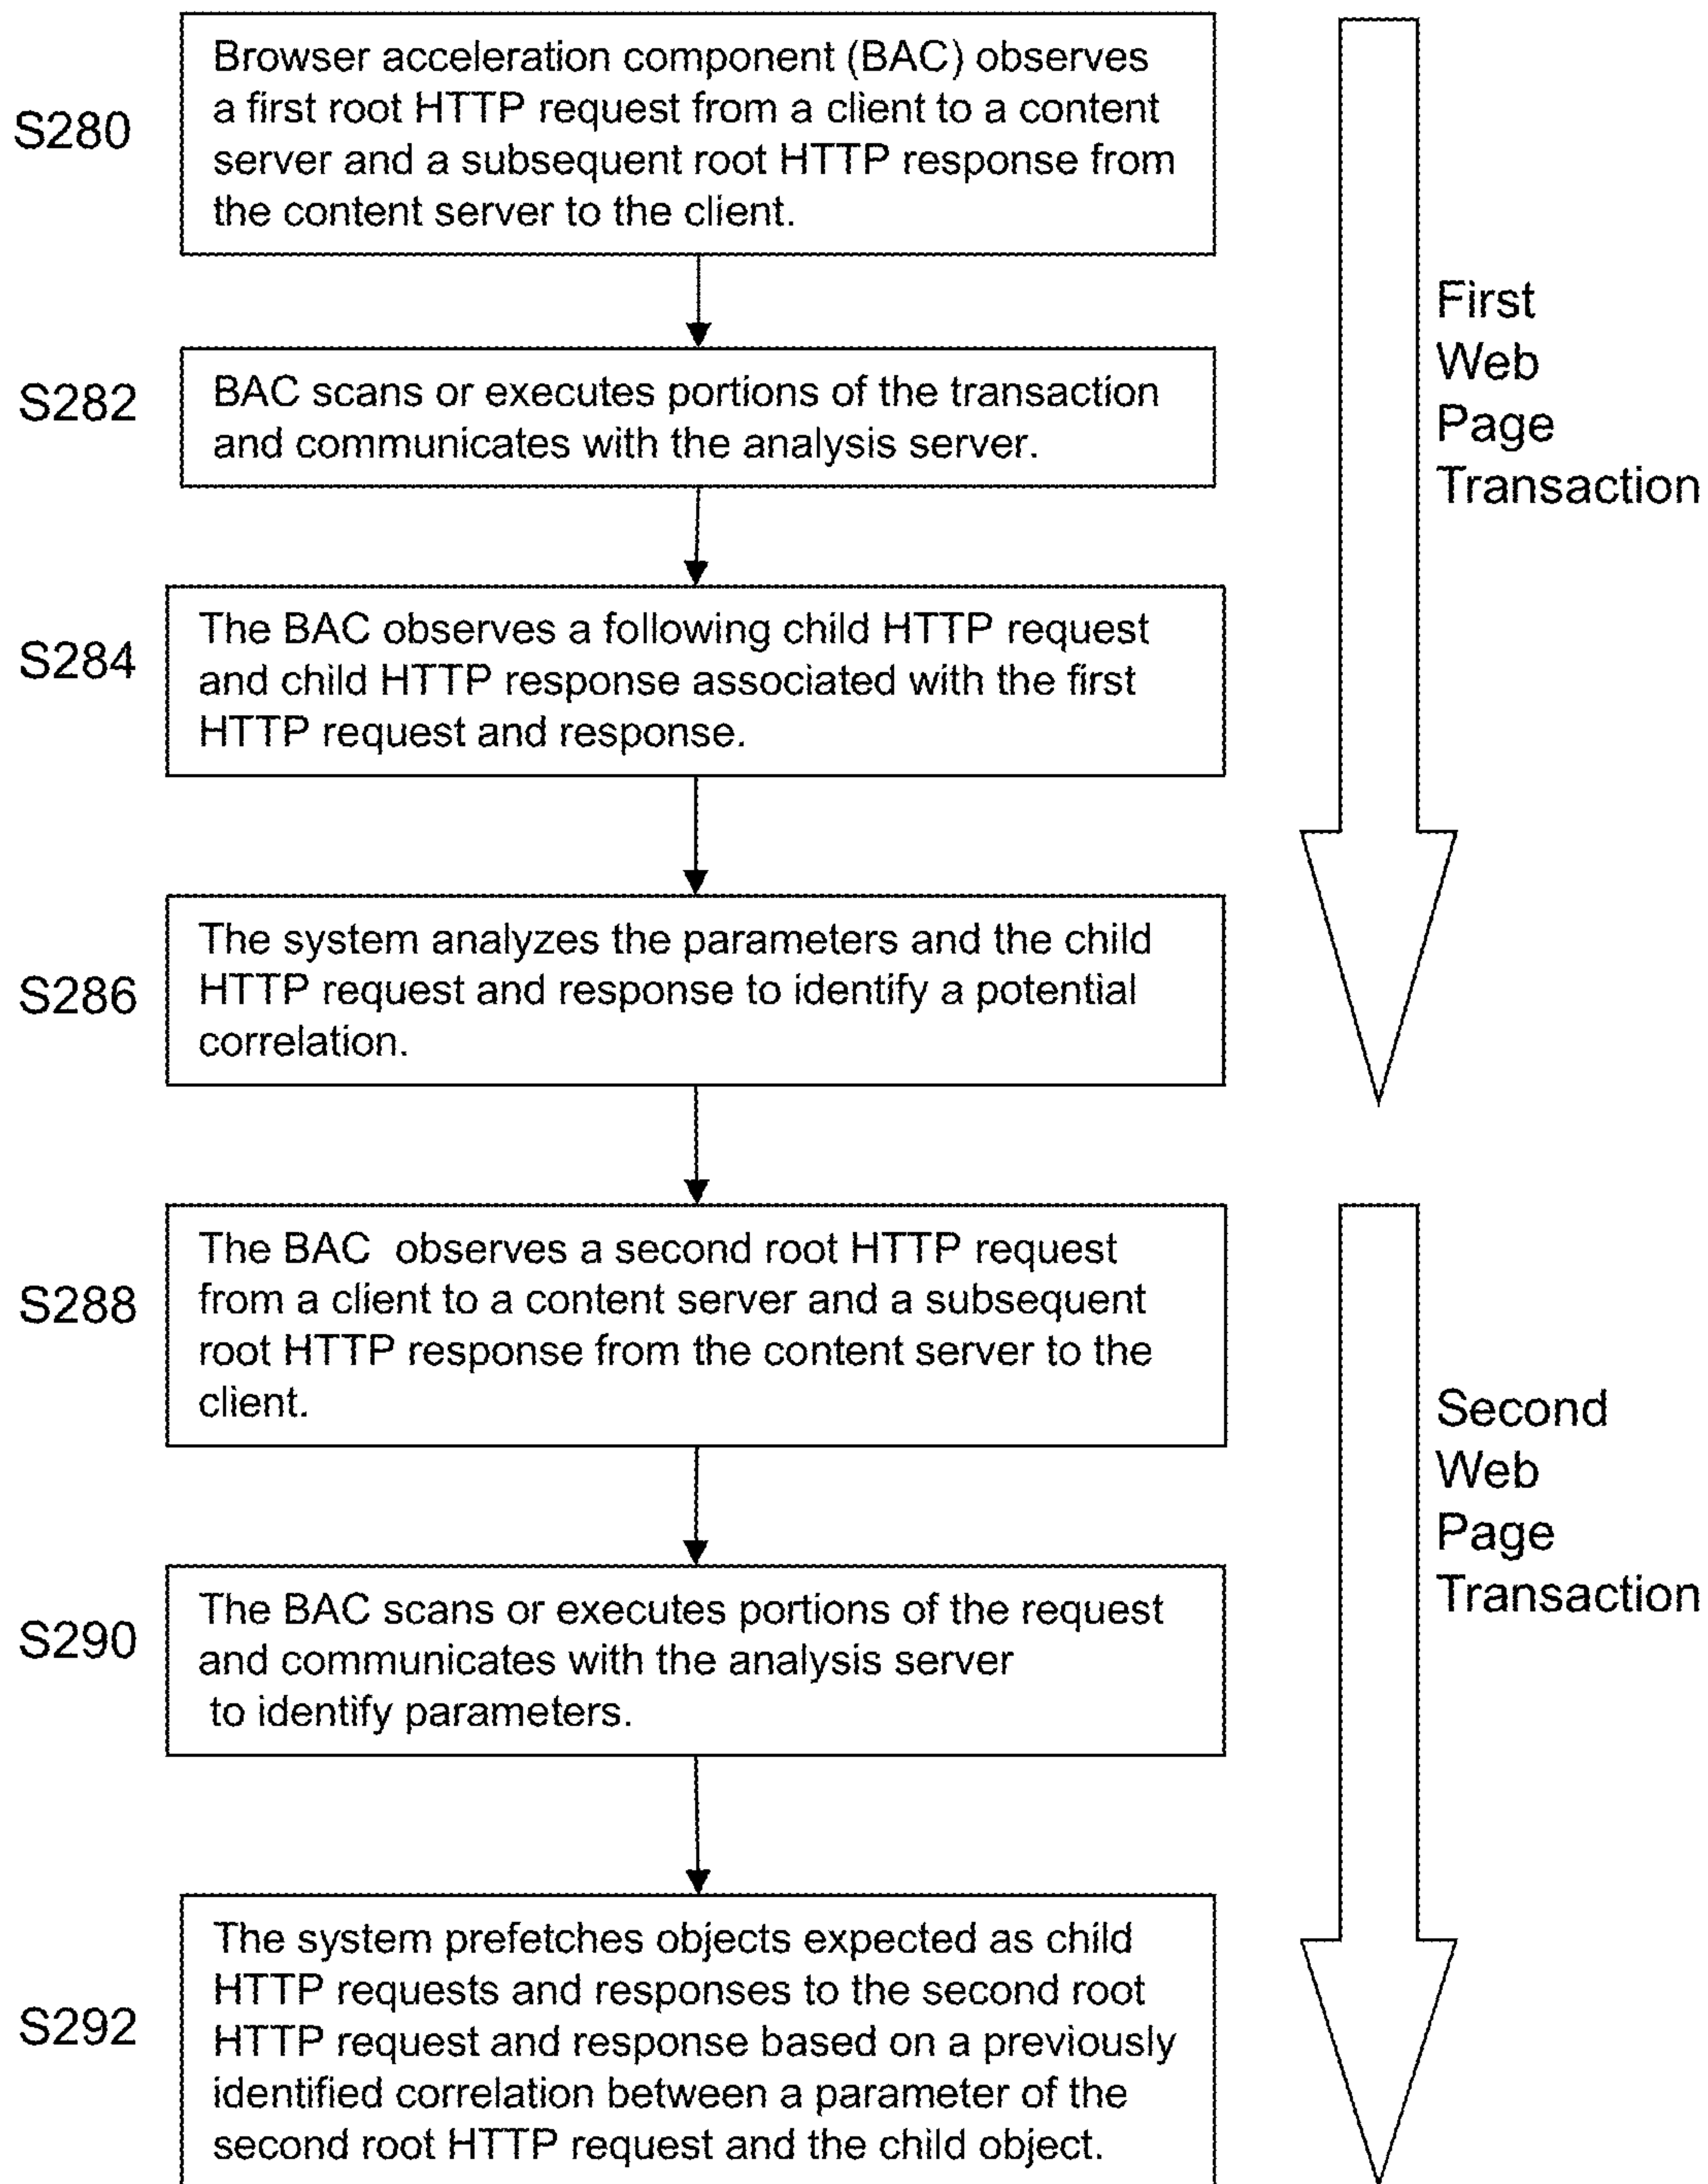 S280
Browser acceleration component (BAC) observes
a first root HTTP request from a client to a content
server and a subsequent root HTTP response from
the content server to the client.
First
Web
Page
Transaction
S282
BAC scans or executes portions of the transaction
and communicates with the analysis server.
S284
The BAC observes a following child HTTP request
and child HTTP response associated with the first
HTTP request and response.
S286
The system analyzes the parameters and the child
HTTP request and response to identify a potential
correlation.
S288
The BAC  observes a second root HTTP request
from a client to a content server and a subsequent
root HTTP response from the content server to the
client.
Second
Web
Page
Transaction
S290
The BAC scans or executes portions of the request
and communicates with the analysis server
to identify parameters.
S292
The system prefetches objects expected as child
HTTP requests and responses to the second root
HTTP request and response based on a previously
identified correlation between a parameter of the
second root HTTP request and the child object.